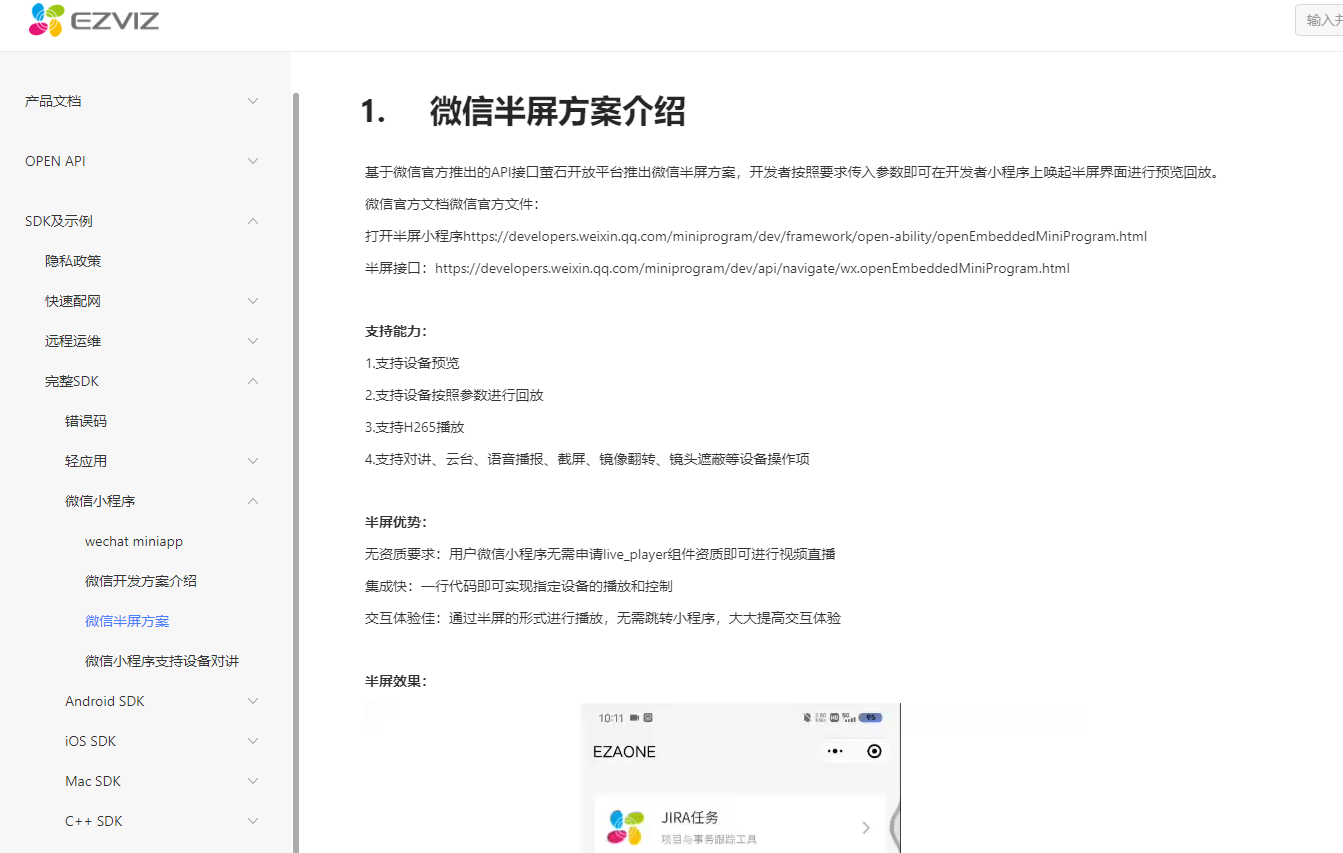 EZVIZ
输入并
产品文档
OPEN API
SDK及示例
隐私政策
快速配网
远程运维
完整SDK
错误码
轻应用
微信小程序
wechat miniapp
微信开发方案介绍
微信半屏方案
微信小程序支持设备对讲
Android SDK
iOS SDK
Mac SDK
C++ SDK
1. 微信半屏方案介绍
基于微信官方推出的API接口萤石开放平台推出微信半屏方案，开发者按照要求传入参数即可在开发者小程序上唤起半屏界面进行预览回放。
微信官方文档微信官方文件：
打开半屏小程序https://developers.weixin.qq.com/miniprogram/dev/framework/open-ability/openEmbeddedMiniProgram.html
半屏接口：https://developers.weixin.qq.com/miniprogram/dev/api/navigate/wx.openEmbeddedMiniProgram.html
支持能力：
1.支持设备预览
2.支持设备按照参数进行回放
3.支持H265播放
4.支持对讲、云台、语音播报、截屏、镜像翻转、镜头遮蔽等设备操作项
半屏优势：
无资质要求：用户微信小程序无需申请live_player组件资质即可进行视频直播
集成快：一行代码即可实现指定设备的播放和控制
交互体验佳：通过半屏的形式进行播放，无需跳转小程序，大大提高交互体验
半屏效果：
10:11
5G
95
EZAONE
JIRA任务
项目与事务跟踪工具